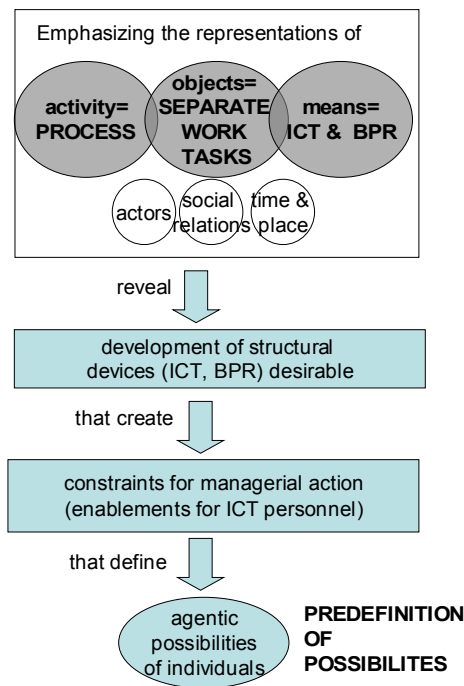 Emphasizing the representations of
activity=
PROCESS
objects=
SEPARATE
WORK
TASKS
means=
ICT & BPR
actors
social
relations
time &
place
reveal
development of structural
devices (ICT, BPR) desirable
that create
constraints for managerial action
(enablements for ICT personnel)
that define
agentic
possibilities
of individuals
PREDEFINITION
OF
POSSIBILITES